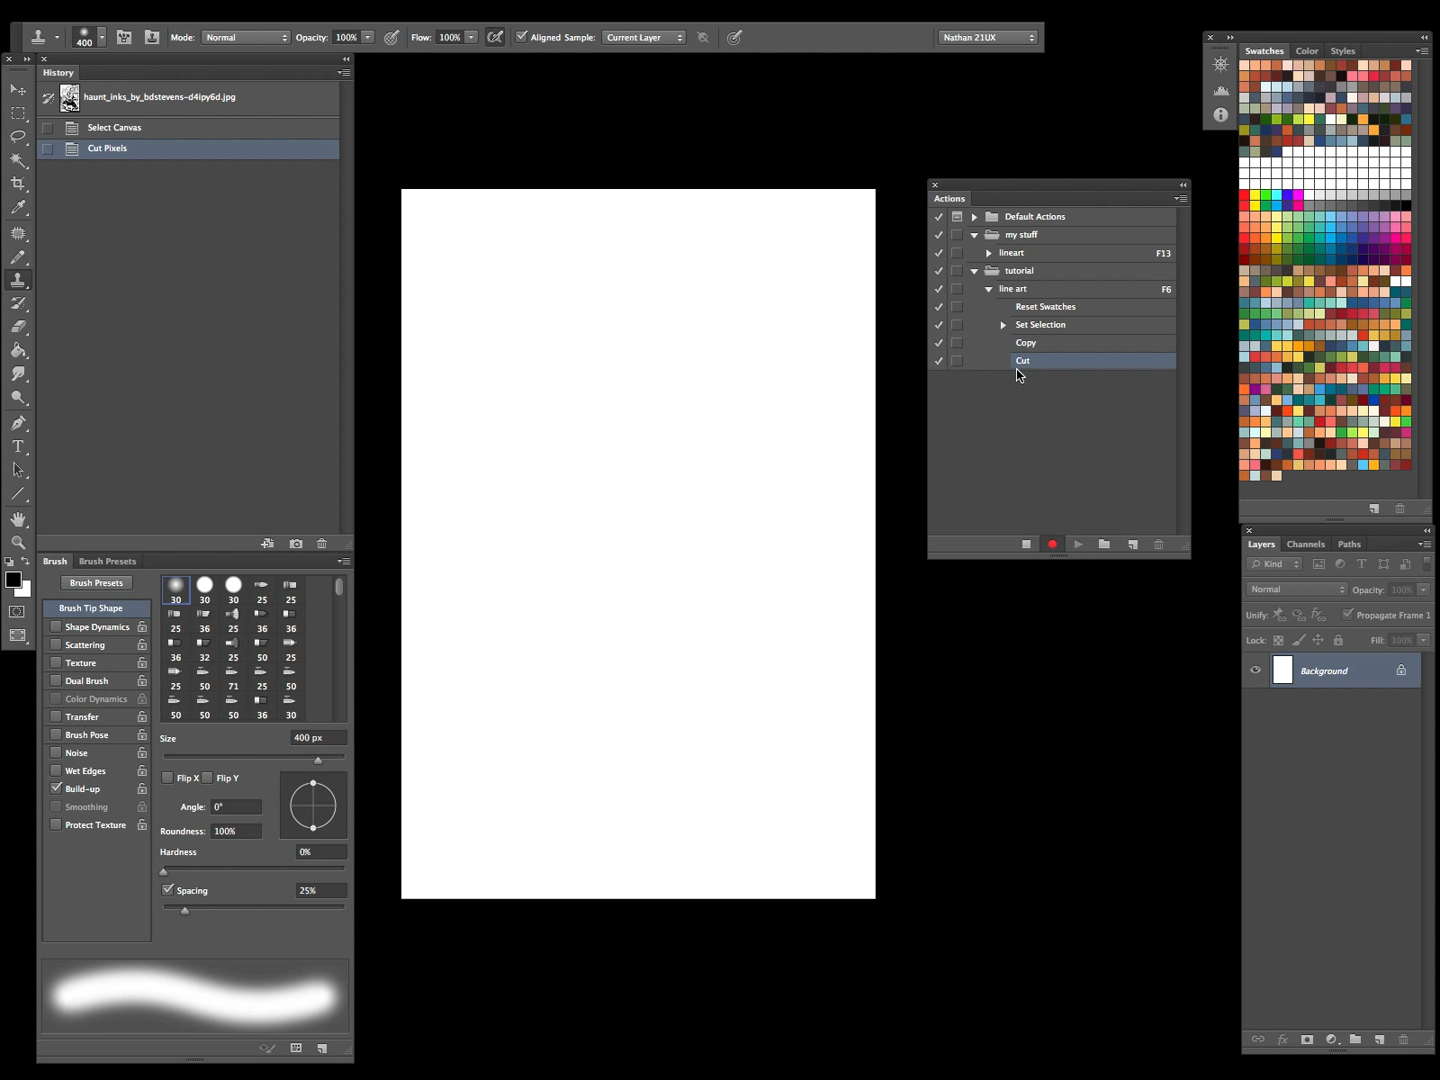 400 Mode: Normal Opacity: 100% Flow: 100% Aligned Sample: Current Layer Nathan 21UX
History
haunt_inks_by_bdstevens-d4ipy6d.jpg
Select Canvas
Cut Pixels
Actions
Default Actions
my stuff
lineart F13
tutorial
line art F6
Reset Swatches
Set Selection
Copy
Cut
Swatches Color Styles
Brush Brush Presets
Brush Presets
Brush Tip Shape
Shape Dynamics
Scattering
Texture
Dual Brush
Color Dynamics
Transfer
Brush Pose
Noise
Wet Edges
Build-up
Smoothing
Protect Texture
30 30 30 25 25
25 36 25 36 36
36 32 25 50 25
25 50 71 25 50
50 50 50 36 30
Size 400 px
Flip X Flip Y
Angle: 0°
Roundness: 100%
Hardness 0%
Spacing 25%
Layers Channels Paths
Kind
Normal Opacity: 100%
Unify: Propagate Frame 1
Lock: Fill: 100%
Background